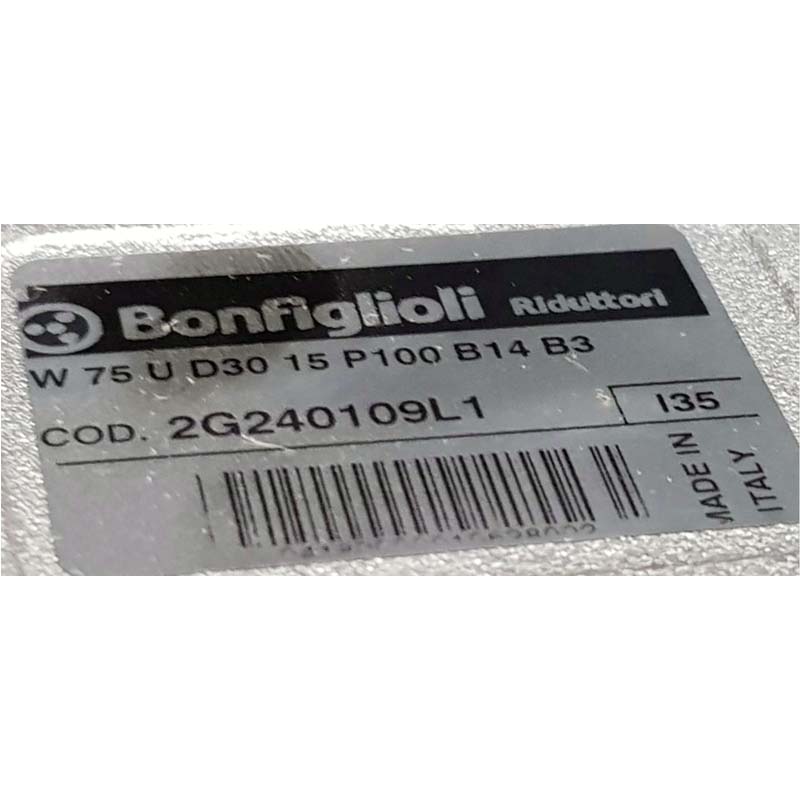 Bonfiglioli Riduttori
W 75 U D30 15 P100 B14 B3
COD. 2G240109L1
I35
MADE IN
ITALY